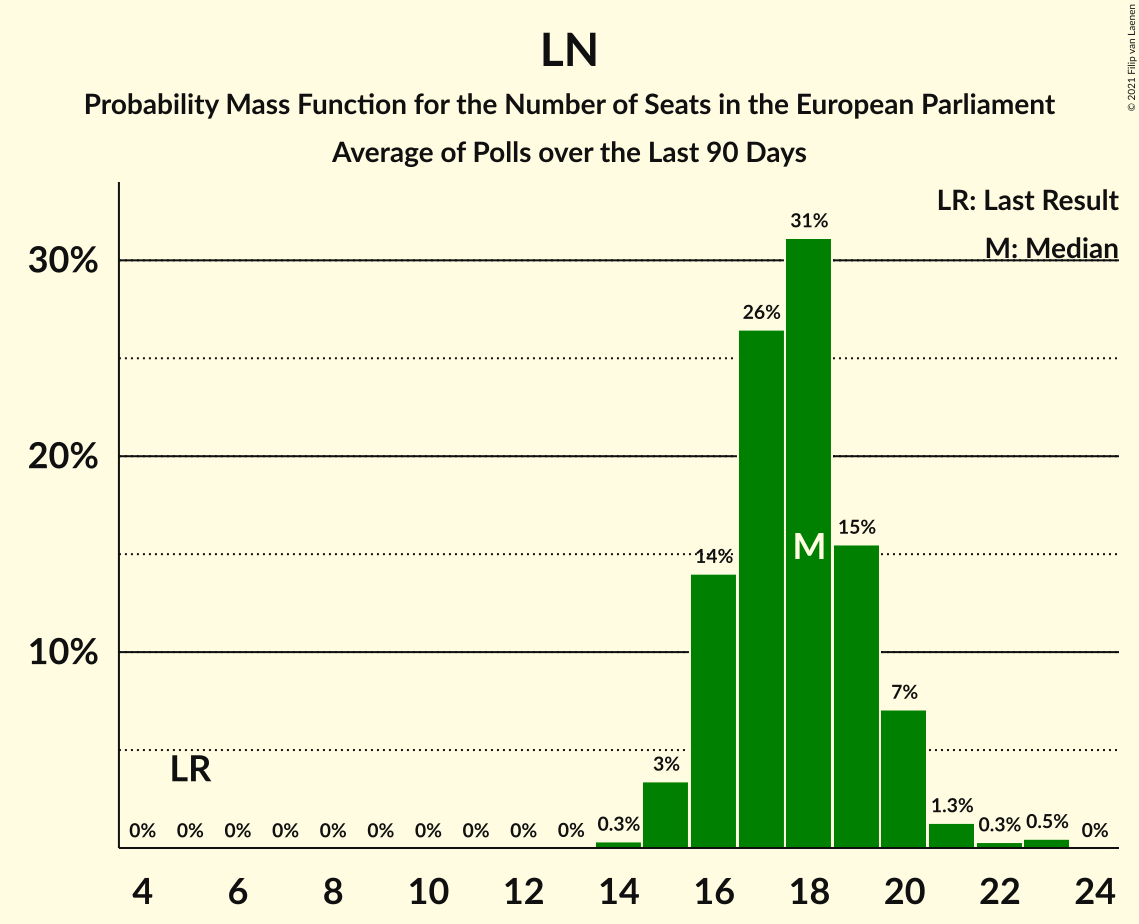 LN
Probability Mass Function for the Number of Seats in the European Parliament
Average of Polls over the Last 90 Days
© 2021 Filip van Laenen
LR: Last Result
M: Median
30%
20%
10%
31%
26%
15%
14%
7%
3%
1.3%
0.5%
0.3%
0.3%
0% 0% 0% 0% 0% 0% 0% 0% 0% 0% 0%
LR
M
4 6 8 10 12 14 16 18 20 22 24